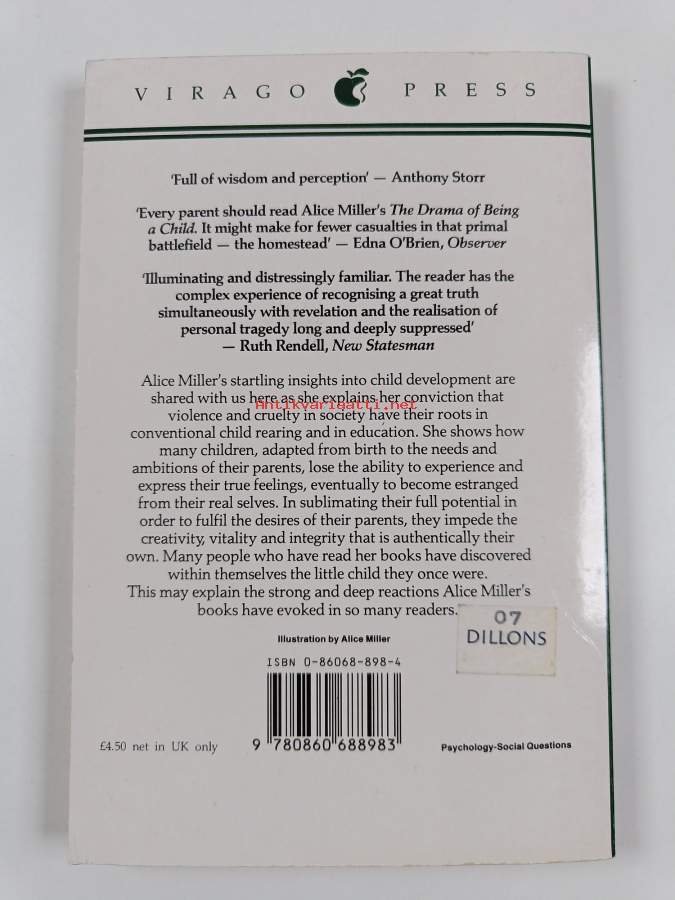 VIRAGO PRESS
'Full of wisdom and perception' — Anthony Storr
'Every parent should read Alice Miller's The Drama of Being
a Child. It might make for fewer casualties in that primal
battlefield — the homestead' — Edna O'Brien, Observer
'Illuminating and distressingly familiar. The reader has the
complex experience of recognising a great truth
simultaneously with revelation and the realisation of
personal tragedy long and deeply suppressed'
— Ruth Rendell, New Statesman
Alice Miller's startling insights into child development are
shared with us here as she explains her conviction that
Antikvariaatti.net
violence and cruelty in society have their roots in
conventional child rearing and in education. She shows how
many children, adapted from birth to the needs and
ambitions of their parents, lose the ability to experience and
express their true feelings, eventually to become estranged
from their real selves. In sublimating their full potential in
order to fulfil the desires of their parents, they impede the
creativity, vitality and integrity that is authentically their
own. Many people who have read her books have discovered
within themselves the little child they once were.
This may explain the strong and deep reactions Alice Miller's
books have evoked in so many readers.
07
DILLONS
Illustration by Alice Miller
ISBN 0-86068-898-4
9 780860 688983
£4.50 net in UK only
Psychology-Social Questions